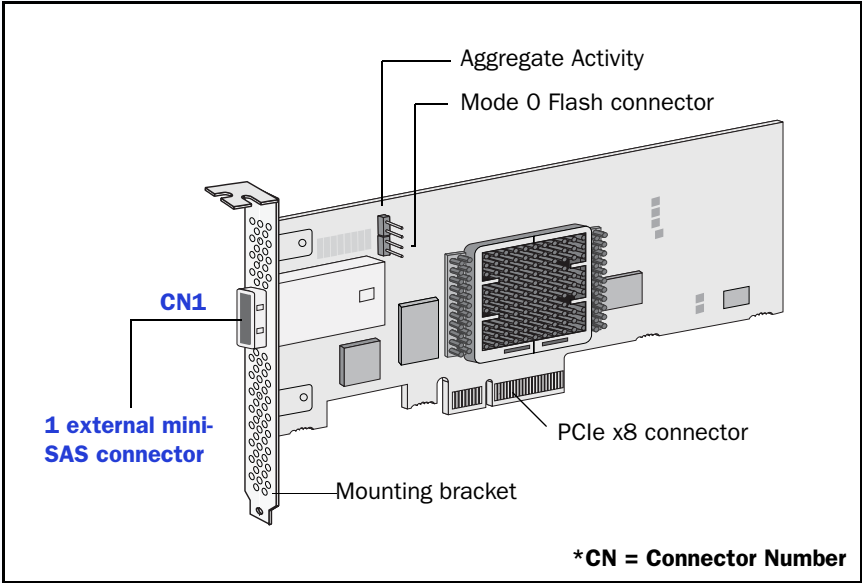 Aggregate Activity
Mode 0 Flash connector
CN1
1 external mini-
SAS connector
PCIe x8 connector
Mounting bracket
*CN = Connector Number